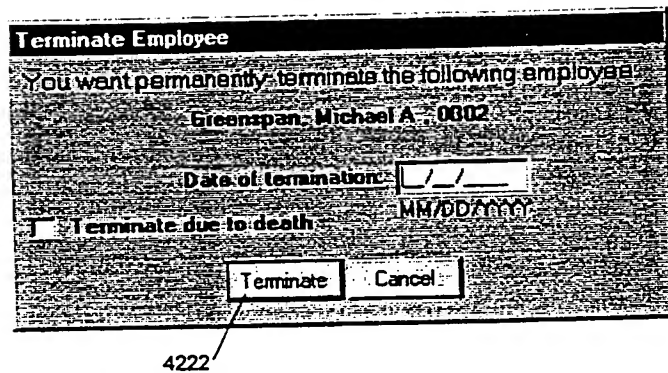 Terminate Employee
You want permanently terminate the following employee:
Greenspan, Michael A , 0002
Date of termination: __/__/____
MM/DD/YYYY
Terminate due to death
Terminate Cancel
4222